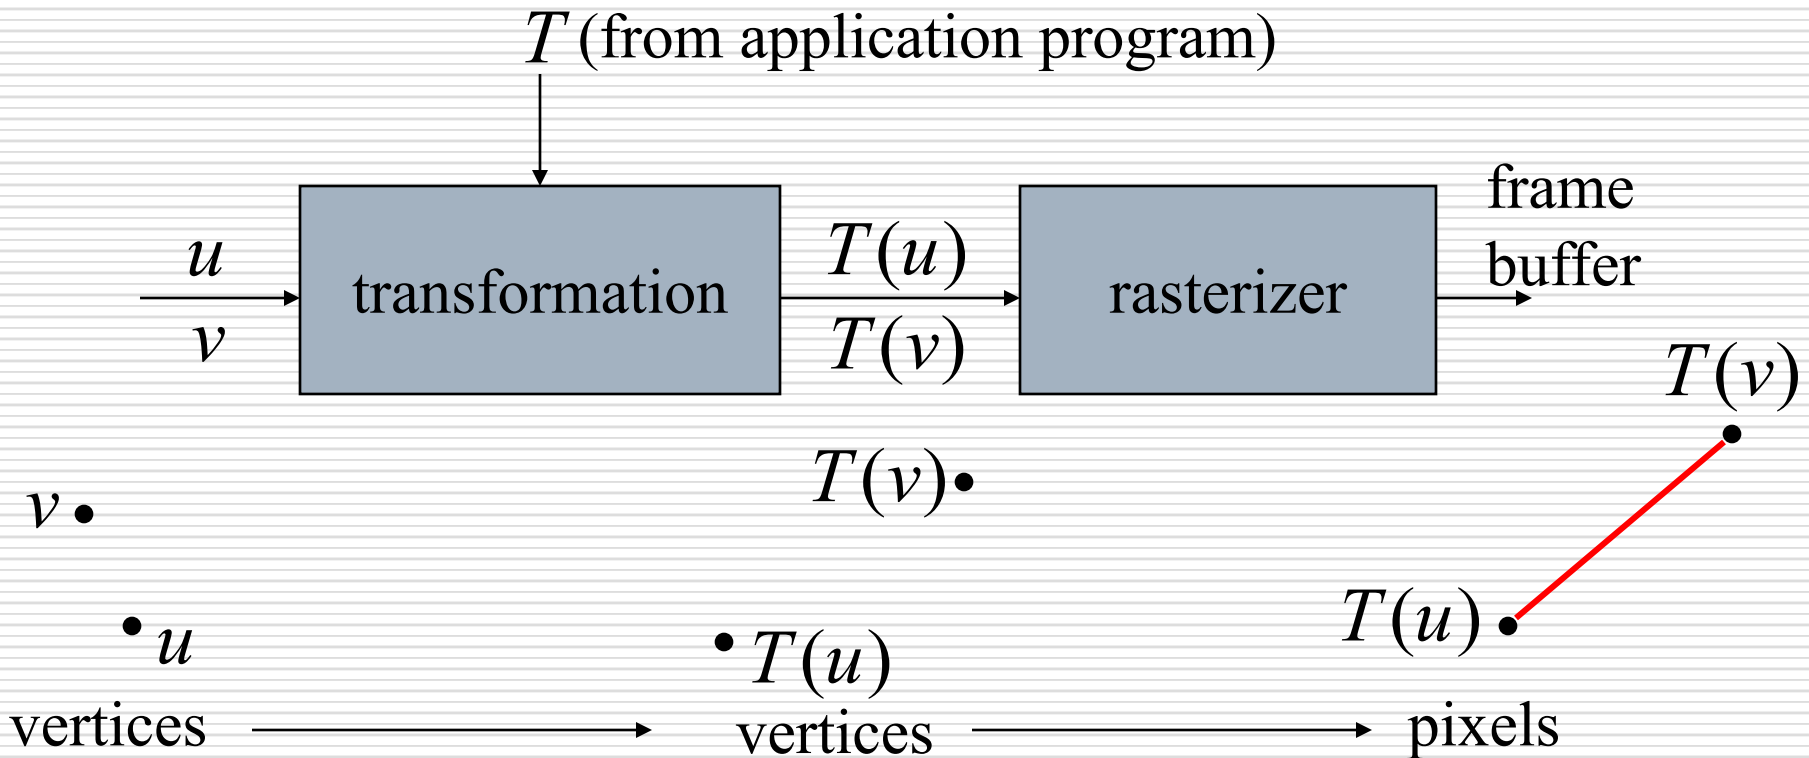 T (from application program)
frame
buffer
u
v
transformation
T(u)
T(v)
rasterizer
T(v)
T(v)
v
T(u)
u
T(u)
vertices
vertices
pixels